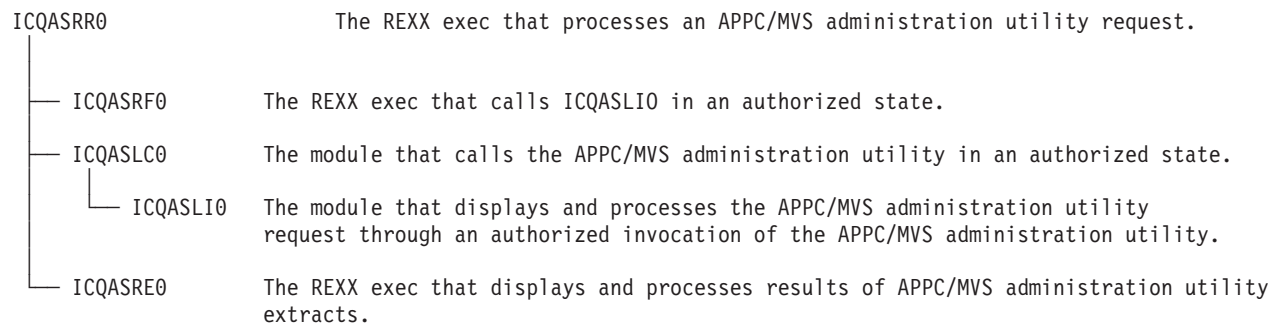 ICQASRR0 The REXX exec that processes an APPC/MVS administration utility request.
ICQASRF0 The REXX exec that calls ICQASLIO in an authorized state.
ICQASLC0 The module that calls the APPC/MVS administration utility in an authorized state.
ICQASLI0 The module that displays and processes the APPC/MVS administration utility
request through an authorized invocation of the APPC/MVS administration utility.
ICQASRE0 The REXX exec that displays and processes results of APPC/MVS administration utility
extracts.